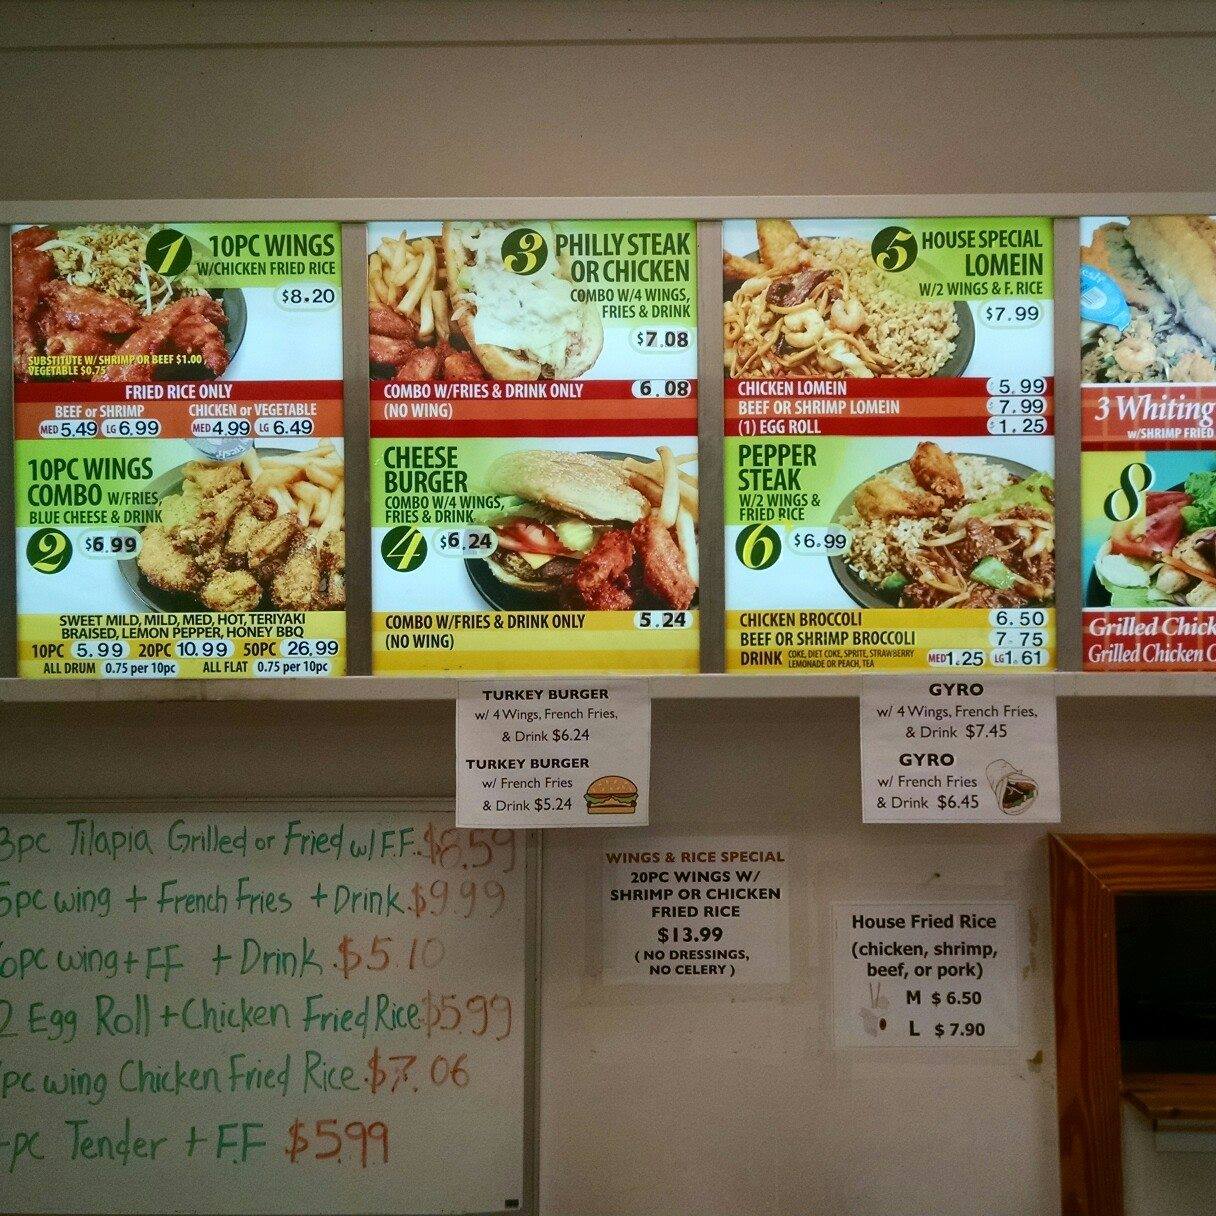 1 10PC WINGS
W/CHICKEN FRIED RICE
$8.20
SUBSTITUTE W/ SHRIMP OR BEEF $1.00
VEGETABLE $0.75
FRIED RICE ONLY
BEEF or SHRIMP CHICKEN or VEGETABLE
MED 5.49 LG 6.99 MED 4.99 LG 6.49
10PC WINGS
COMBO W/FRIES,
BLUE CHEESE & DRINK
2 $6.99
SWEET MILD, MILD, MED, HOT, TERIYAKI
BRAISED, LEMON PEPPER, HONEY BBQ
10PC 5.99 20PC 10.99 50PC 26.99
ALL DRUM 0.75 per 10pc ALL FLAT 0.75 per 10pc
3 PHILLY STEAK
OR CHICKEN
COMBO W/4 WINGS,
FRIES & DRINK
$7.08
COMBO W/FRIES & DRINK ONLY 6.08
(NO WING)
CHEESE
BURGER
COMBO W/4 WINGS,
FRIES & DRINK
4 $6.24
COMBO W/FRIES & DRINK ONLY 5.24
(NO WING)
5 HOUSE SPECIAL
LOMEIN
W/2 WINGS & F. RICE
$7.99
CHICKEN LOMEIN 5.99
BEEF OR SHRIMP LOMEIN 7.99
(1) EGG ROLL 1.25
PEPPER
STEAK
W/2 WINGS &
FRIED RICE
6 $6.99
CHICKEN BROCCOLI 6.50
BEEF OR SHRIMP BROCCOLI 7 75
DRINK COKE, DIET COKE, SPRITE, STRAWBERRY
LEMONADE OR PEACH, TEA MED 1.25 LG 1.61
3 Whiting
W/SHRIMP FRIED
8
Grilled Chick
Grilled Chicken C
TURKEY BURGER
w/ 4 Wings, French Fries,
& Drink $6.24
TURKEY BURGER
w/ French Fries
& Drink $5.24
GYRO
w/ 4 Wings, French Fries,
& Drink $7.45
GYRO
w/ French Fries
& Drink $6.45
3pc Tilapia Grilled or Fried w/ F.F. $8.59
5pc wing + French Fries + Drink $9.99
6pc wing + FF + Drink $5.10
2 Egg Roll + Chicken Fried Rice $5.99
pc wing Chicken Fried Rice $7.06
pc Tender + F.F $5.99
WINGS & RICE SPECIAL
20PC WINGS W/
SHRIMP OR CHICKEN
FRIED RICE
$13.99
( NO DRESSINGS,
NO CELERY )
House Fried Rice
(chicken, shrimp,
beef, or pork)
M $ 6.50
L $ 7.90